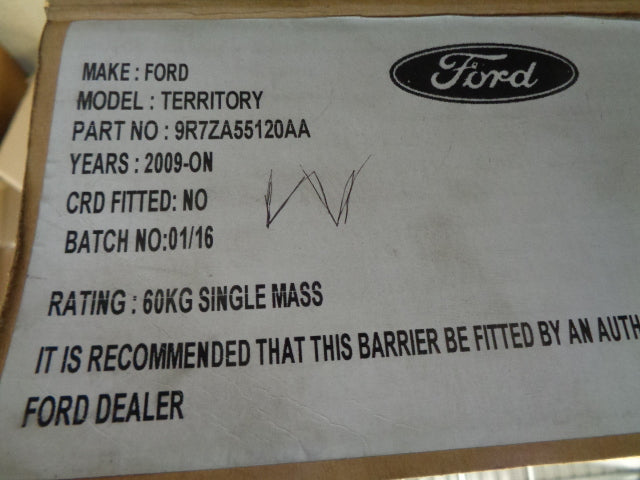 Ford
MAKE : FORD
MODEL : TERRITORY
PART NO : 9R7ZA55120AA
YEARS : 2009-ON
CRD FITTED: NO
BATCH NO:01/16
RATING : 60KG SINGLE MASS
IT IS RECOMMENDED THAT THIS BARRIER BE FITTED BY AN AUTH
FORD DEALER